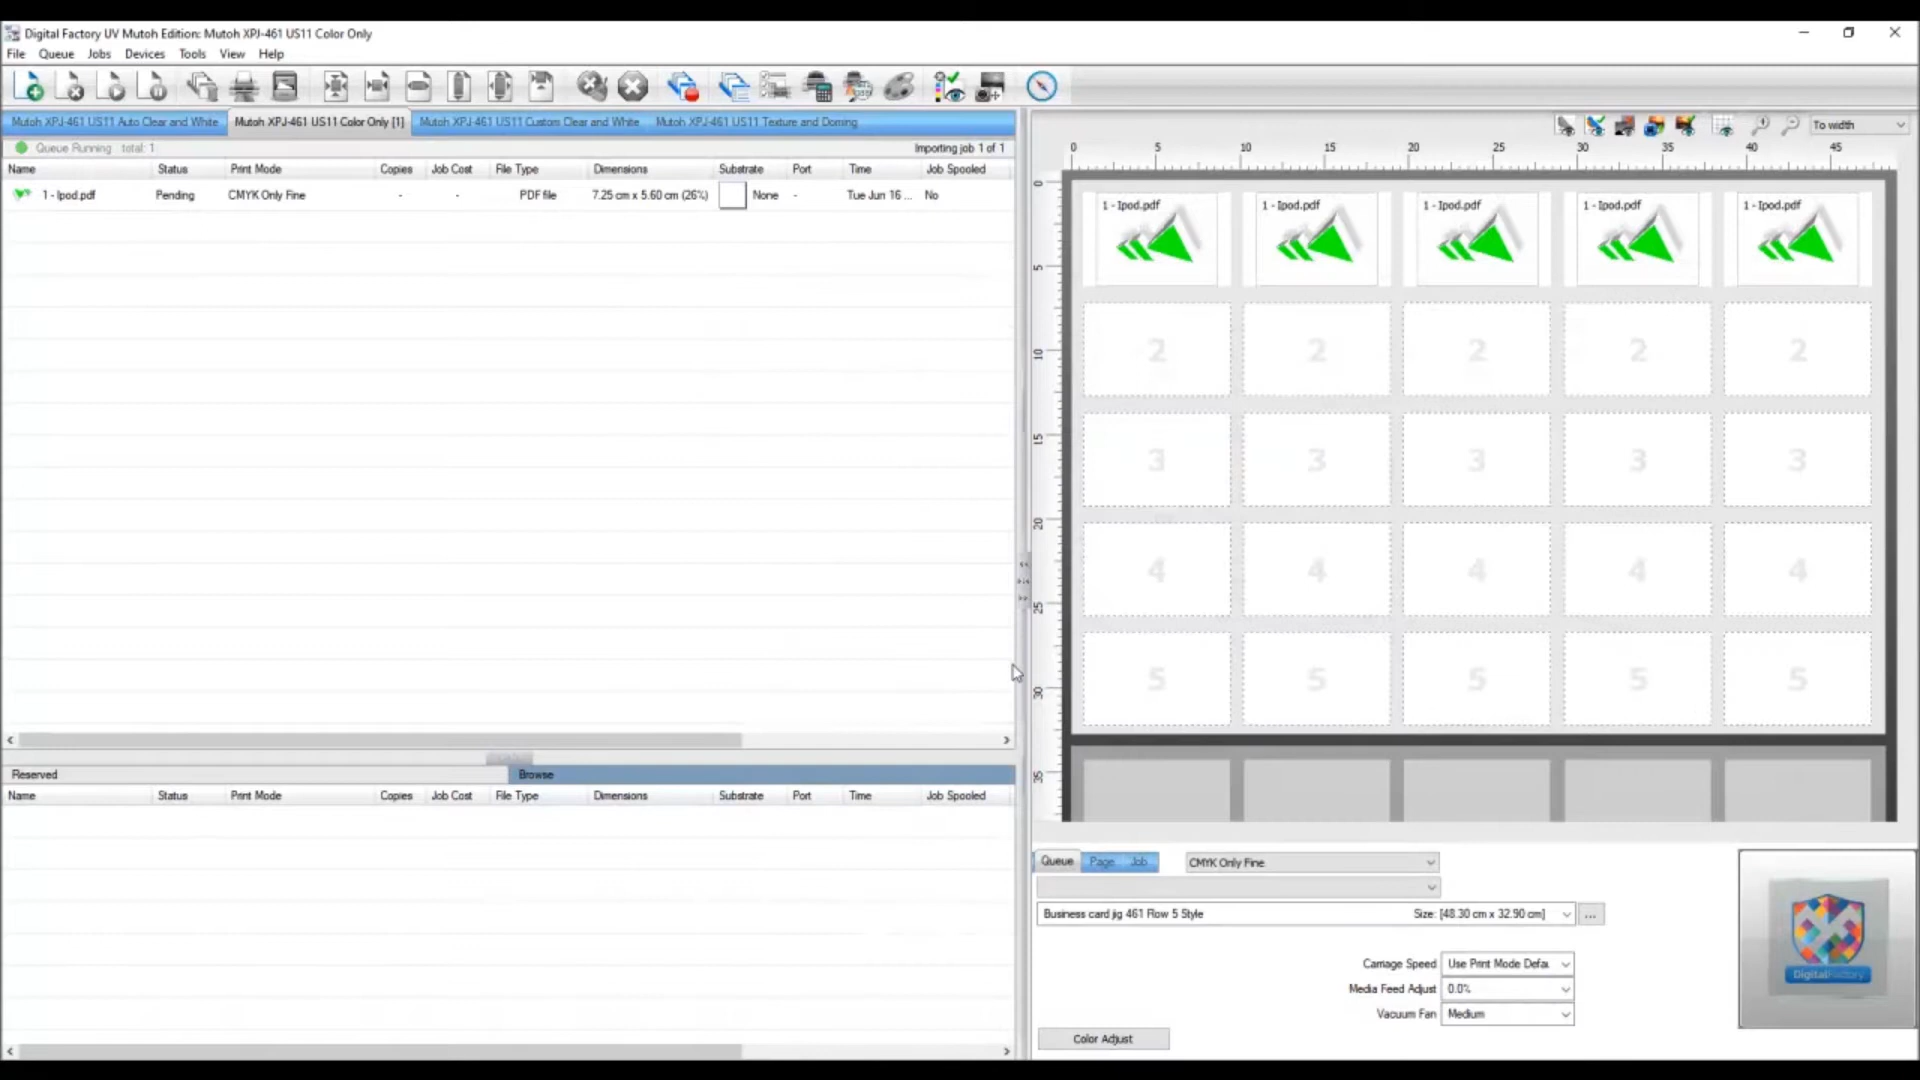 Digital Factory UV Mutoh Edition: Mutoh XPJ-461 US11 Color Only
File Queue Jobs Devices Tools View Help
Mutoh XPJ-461 US11 Auto Clear and White Mutoh XPJ-461 US11 Color Only [1] Mutoh XPJ-461 US11 Custom Clear and White Mutoh XPJ-461 US11 Texture and Doming
Queue Running total: 1 Importing job 1 of 1
Name Status Print Mode Copies Job Cost File Type Dimensions Substrate Port Time Job Spooled
1 - Ipod.pdf Pending CMYK Only Fine - - PDF file 7.25 cm x 5.60 cm (26%) None - Tue Jun 16 ... No
Reserved Browse
Name Status Print Mode Copies Job Cost File Type Dimensions Substrate Port Time Job Spooled
To width
0 5 10 15 20 25 30 35 40 45
0 5 10 15 20 25 30 35
1 - Ipod.pdf 1 - Ipod.pdf 1 - Ipod.pdf 1 - Ipod.pdf 1 - Ipod.pdf
2 2 2 2 2
3 3 3 3 3
4 4 4 4 4
5 5 5 5 5
Queue Page Job CMYK Only Fine
Business card jig 461 Row 5 Style Size: [48.30 cm x 32.90 cm] ...
Carriage Speed Use Print Mode Defau
Media Feed Adjust 0.0%
Vacuum Fan Medium
Color Adjust
DigitalFactory